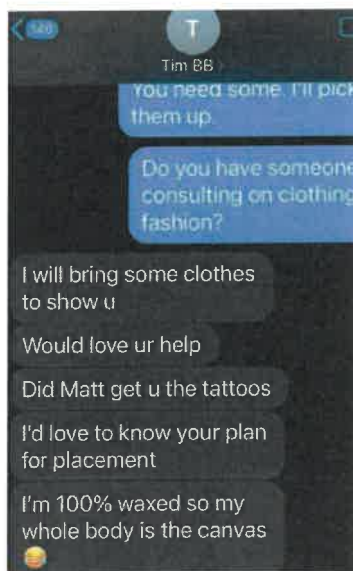 T
Tim BB
You need some. I'll pick
them up.
Do you have someone
consulting on clothing
fashion?
I will bring some clothes
to show u
Would love ur help
Did Matt get u the tattoos
I'd love to know your plan
for placement
I'm 100% waxed so my
whole body is the canvas
😂